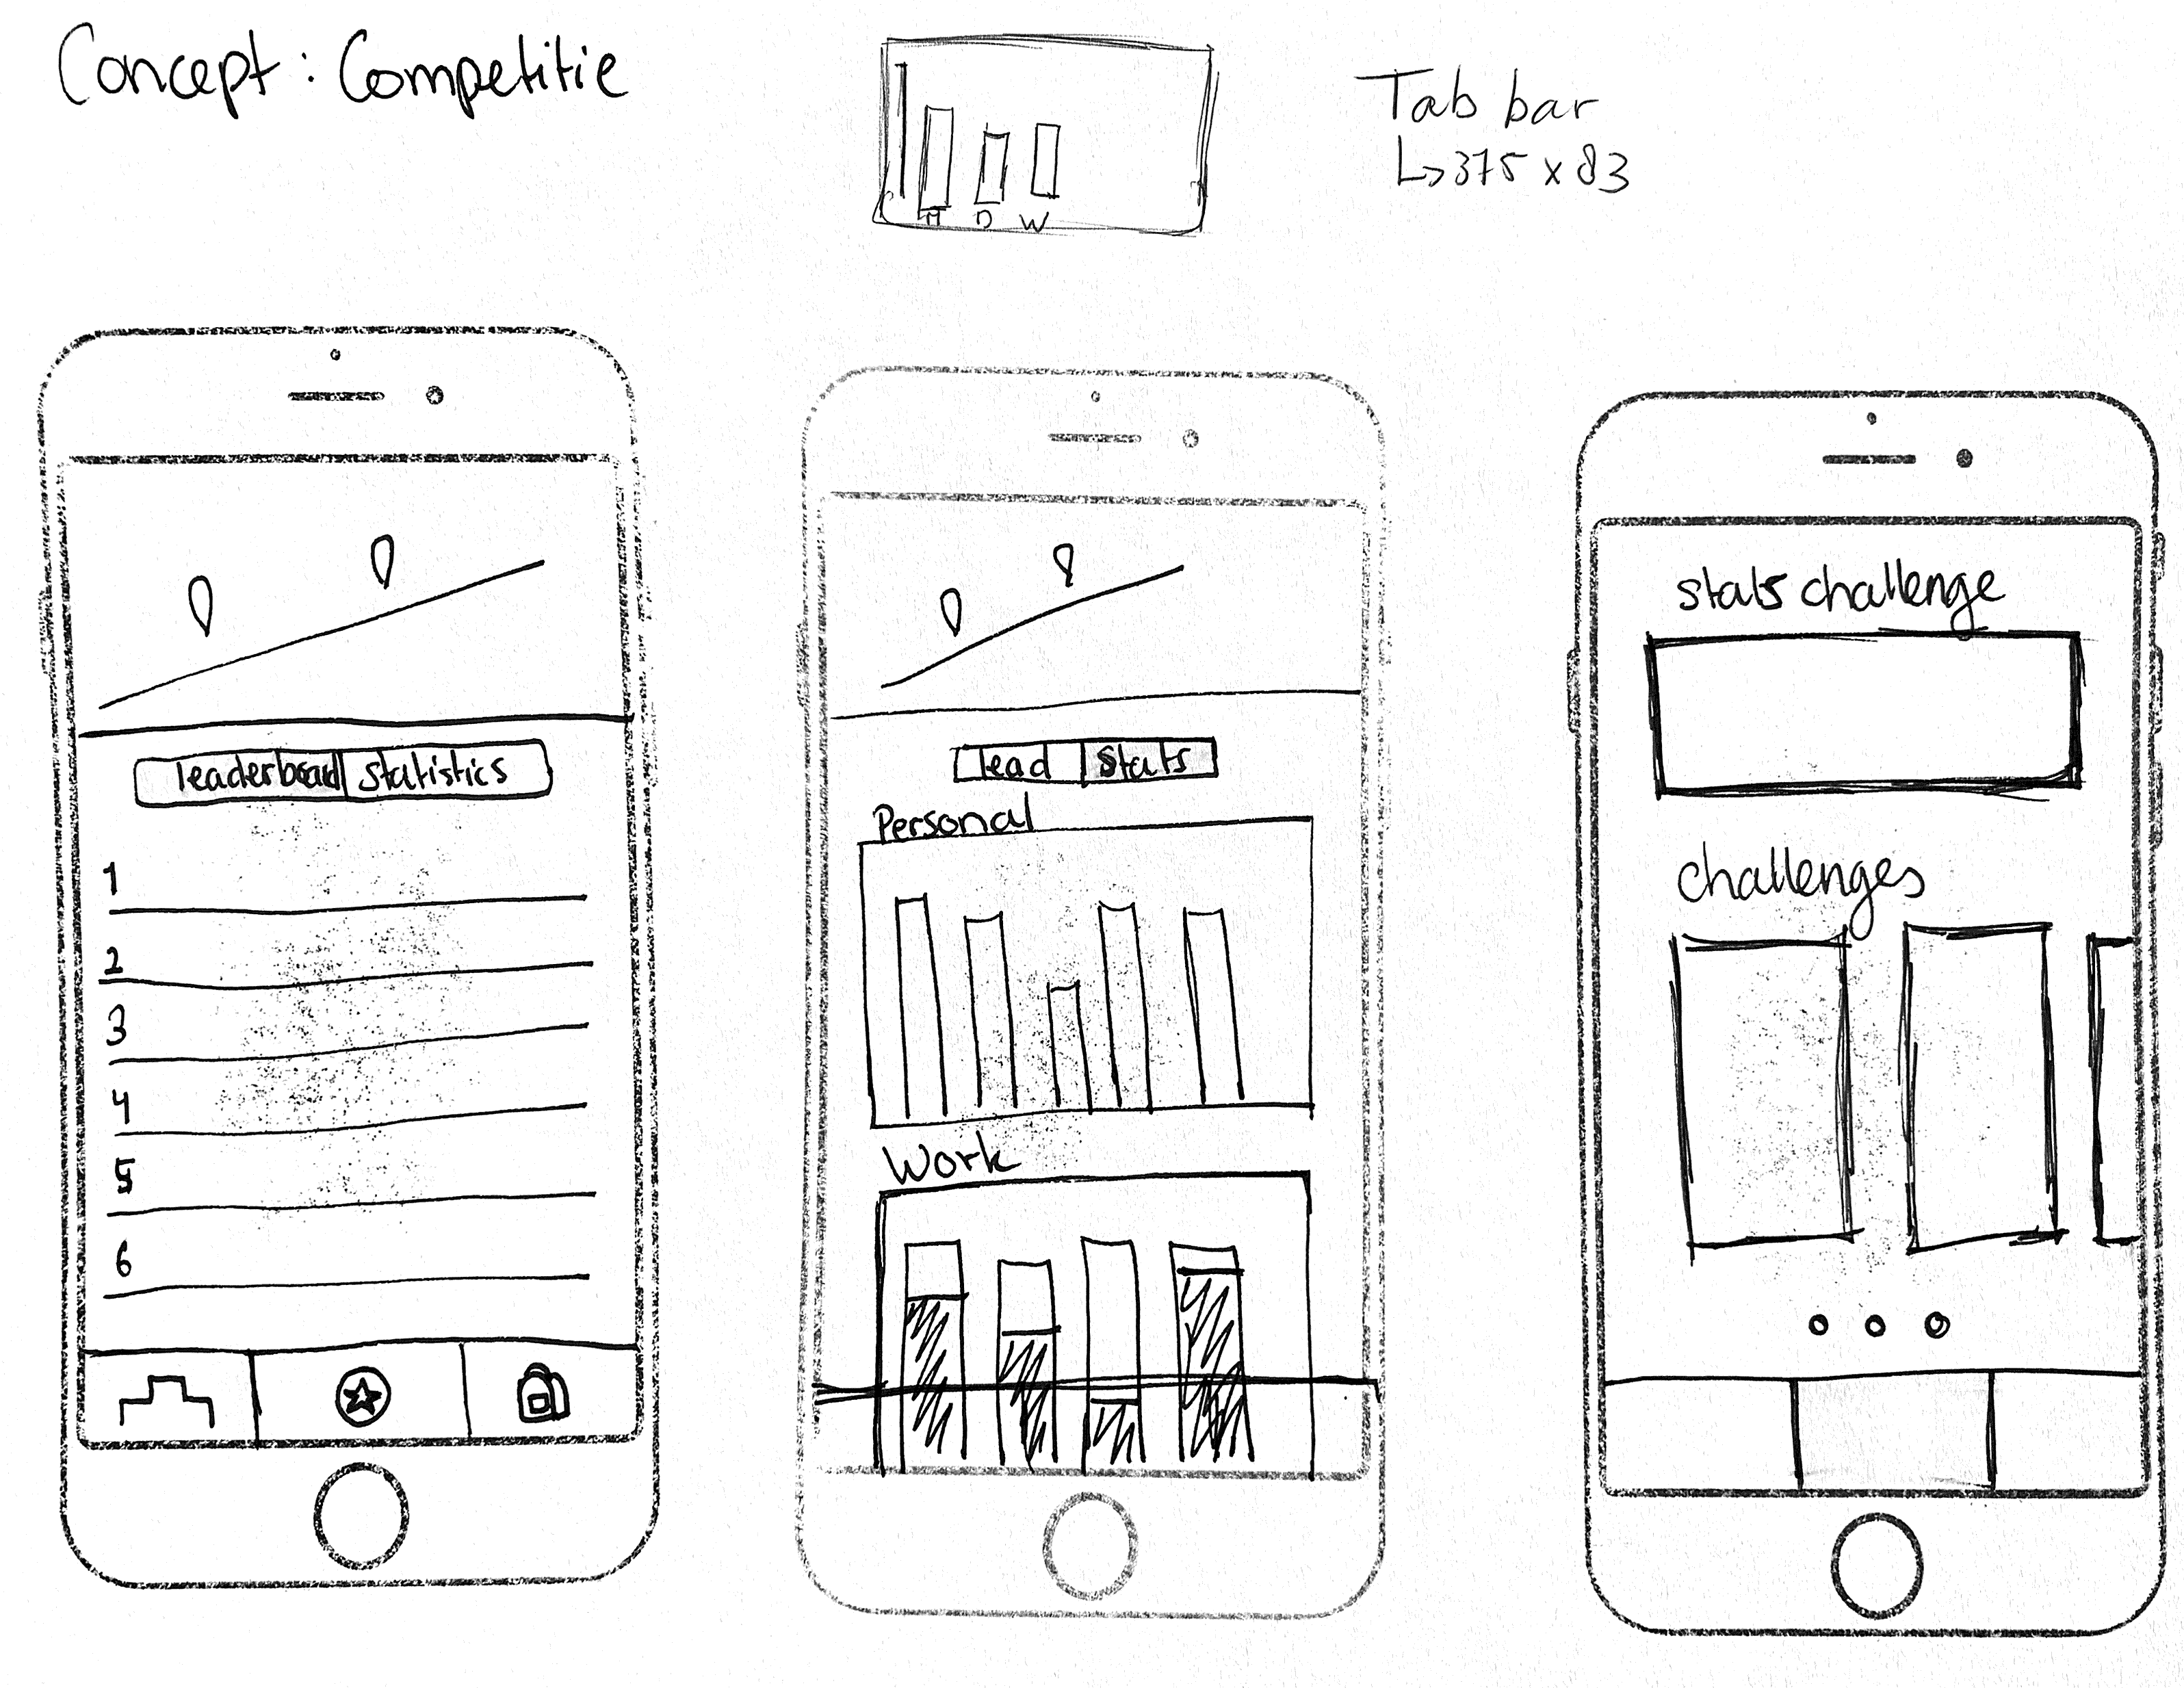 Concept : Competitie
H D W
Tab bar
↳ 375 x 83
leaderboard statistics
1
2
3
4
5
6
lead Stats
Personal
Work
stats challenge
challenges